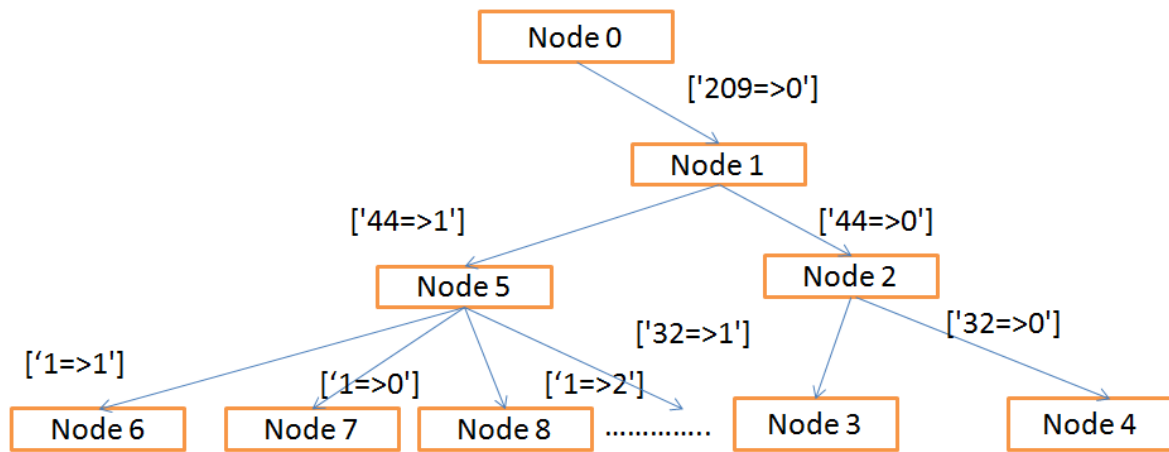 Node 0
['209=>0']
Node 1
['44=>1']
['44=>0']
Node 5
Node 2
['32=>1']
['32=>0']
[‘1=>1']
[‘1=>0']
[‘1=>2']
Node 6
Node 7
Node 8
..............
Node 3
Node 4